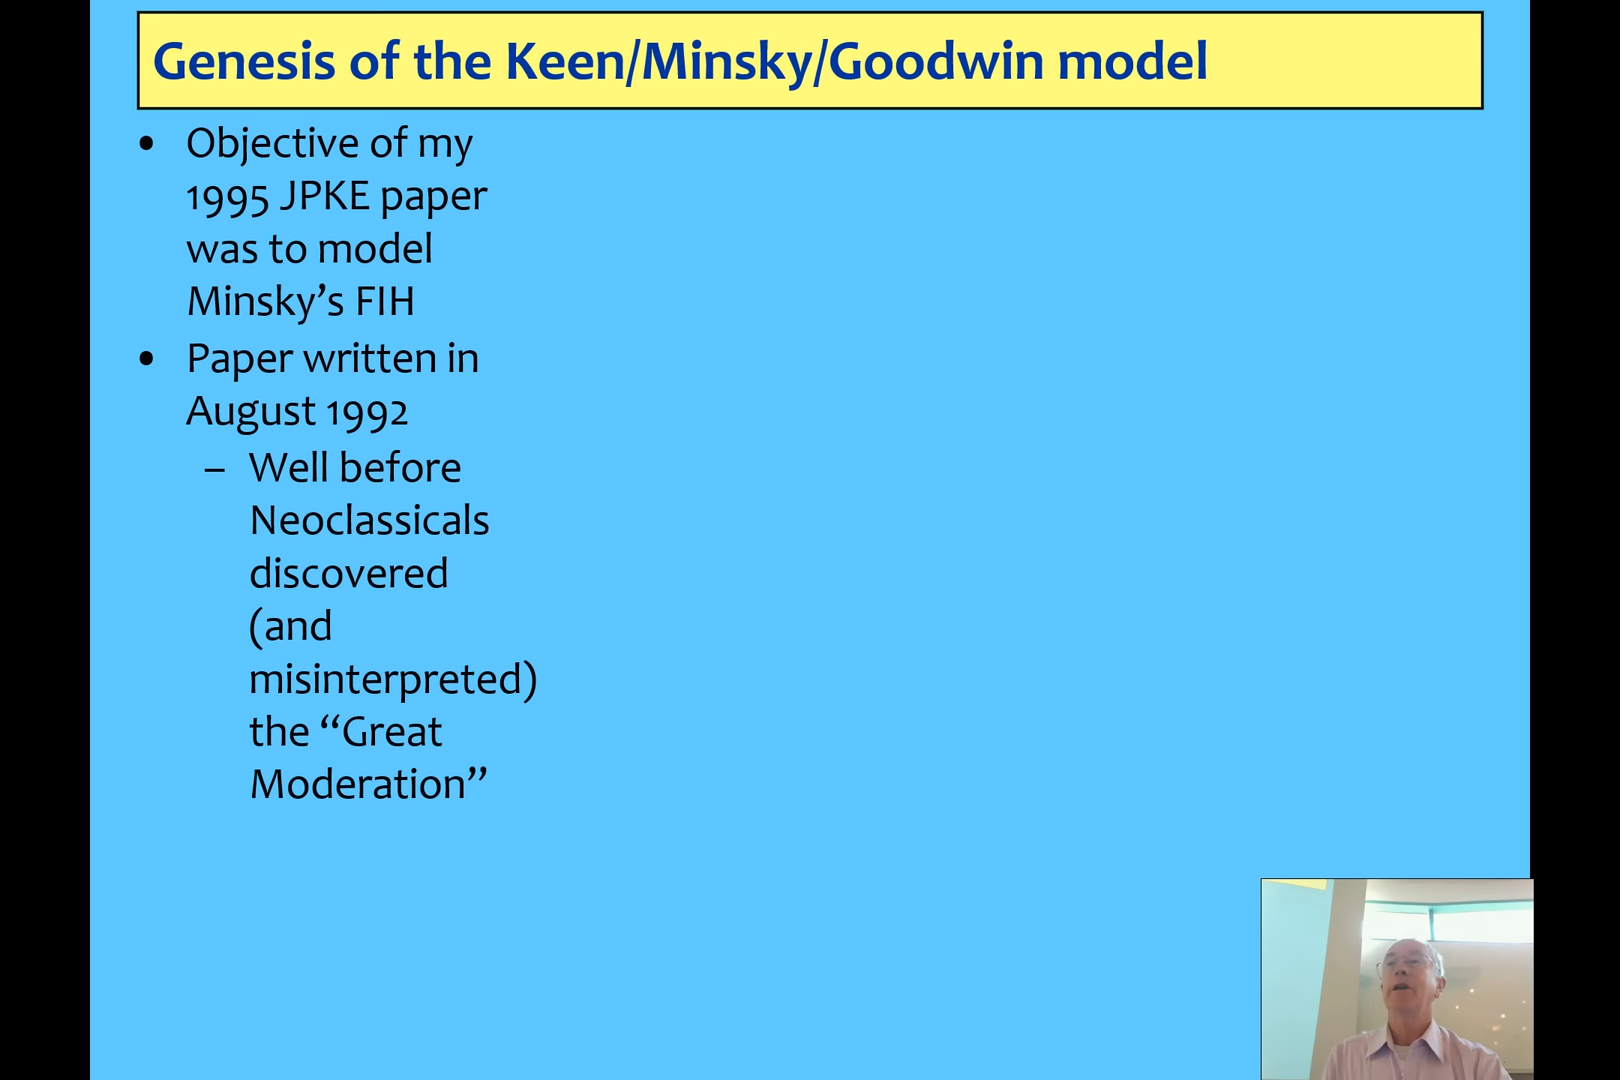 Genesis of the Keen/Minsky/Goodwin model
• Objective of my
1995 JPKE paper
was to model
Minsky’s FIH
• Paper written in
August 1992
– Well before
Neoclassicals
discovered
(and
misinterpreted)
the “Great
Moderation”